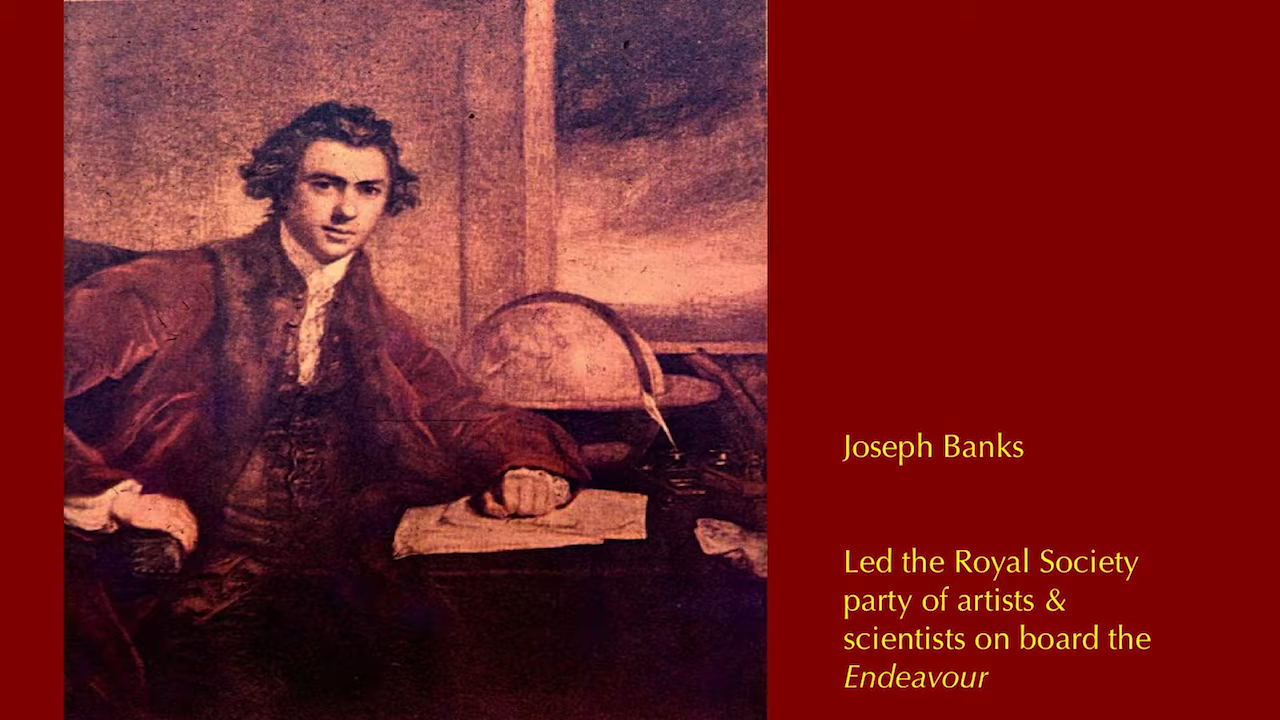 Joseph Banks
Led the Royal Society
party of artists &
scientists on board the
Endeavour